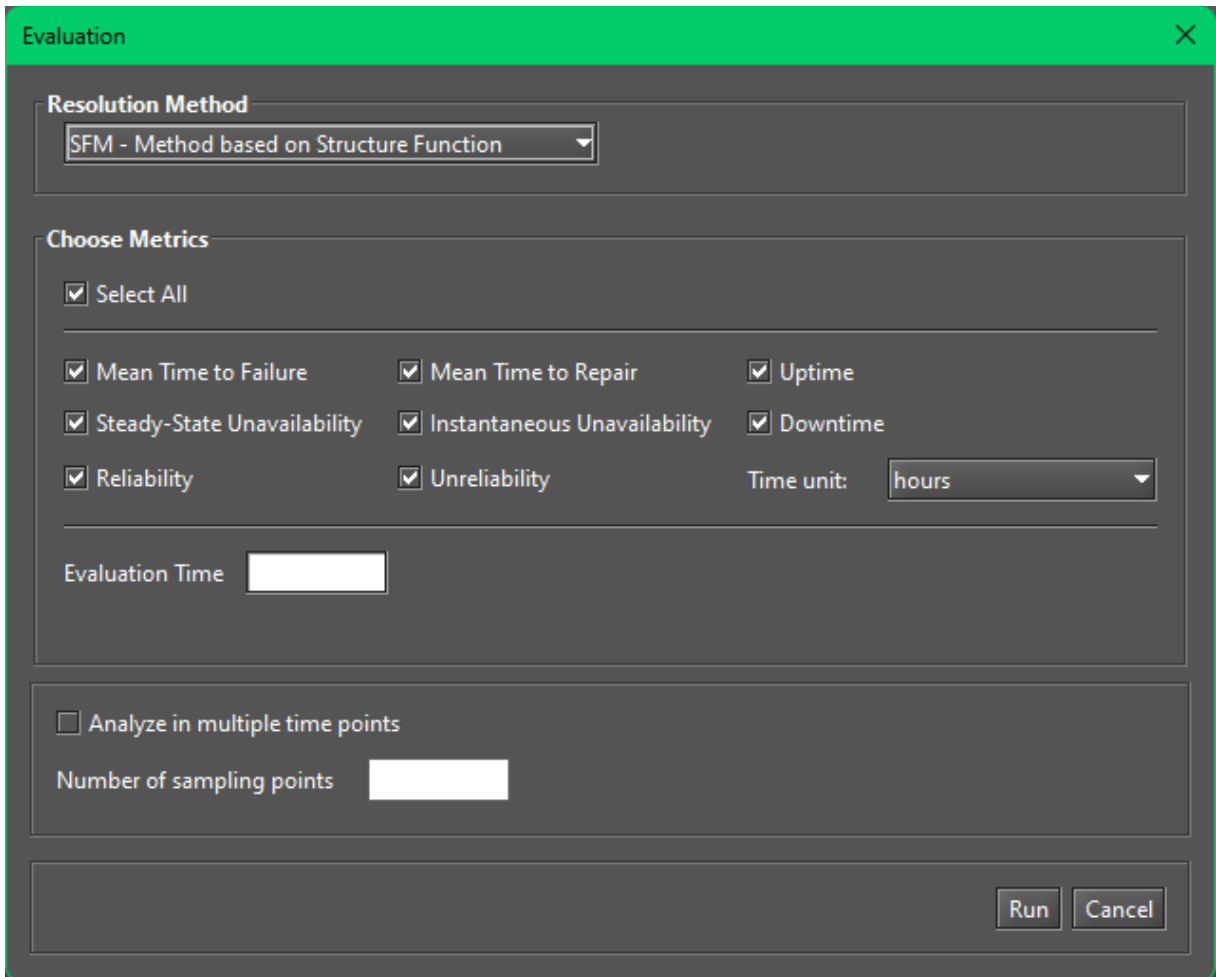 Evaluation
Resolution Method
SFM - Method based on Structure Function
Choose Metrics
Select All
Mean Time to Failure Mean Time to Repair Uptime
Steady-State Unavailability Instantaneous Unavailability Downtime
Reliability Unreliability Time unit: hours
Evaluation Time
Analyze in multiple time points
Number of sampling points
Run Cancel